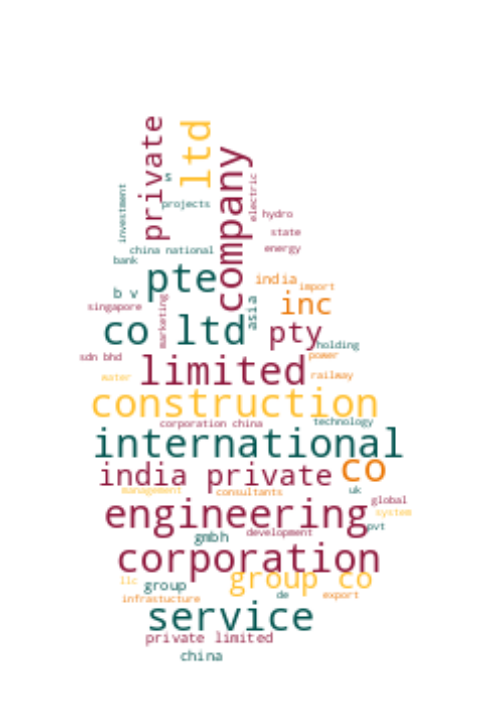 private
ltd
company
s
investment
projects
electric
hydro
state
china national
energy
bank
pte
india
import
b v
inc
singapore
marketing
asia
co ltd
pty
holding
sdn bhd
power
limited
water
railway
construction
corporation china
technology
international
india private
co
management
consultants
uk
engineering
global
system
pvt
gmbh
development
corporation
llc
group
group co
infrastucture
de
export
service
private limited
china